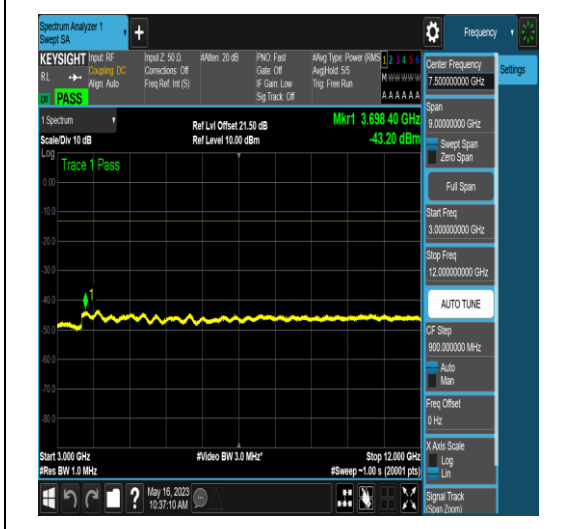 Spectrum Analyzer 1
Swept SA
Frequency
KEYSIGHT
Input: RF
Coupling: DC
Align: Auto
Input Z: 50 Ω
Corrections: Off
Freq Ref: Int (S)
#Atten: 20 dB
PNO: Fast
Gate: Off
IF Gain: Low
Sig Track: Off
#Avg Type: Power (RMS)
Avg|Hold: 5/5
Trig: Free Run
1 2 3 4 5 6
M W W W W W
A A A A A A
RL
PASS
Center Frequency
7.500000000 GHz
Settings
Span
9.00000000 GHz
Swept Span
Zero Span
Full Span
Start Freq
3.000000000 GHz
Stop Freq
12.000000000 GHz
AUTO TUNE
CF Step
900.000000 MHz
Auto
Man
Freq Offset
0 Hz
X Axis Scale
Log
Lin
Signal Track
(Span Zoom)
1 Spectrum
Scale/Div 10 dB
Ref Lvl Offset 21.50 dB
Ref Level 10.00 dBm
Mkr1 3.698 40 GHz
-43.20 dBm
Log
Trace 1 Pass
0.00
-10.0
-20.0
-30.0
-40.0
-50.0
-60.0
-70.0
-80.0
1
Start 3.000 GHz
#Res BW 1.0 MHz
#Video BW 3.0 MHz*
Stop 12.000 GHz
#Sweep ~1.00 s (20001 pts)
?
May 16, 2023
10:37:10 AM